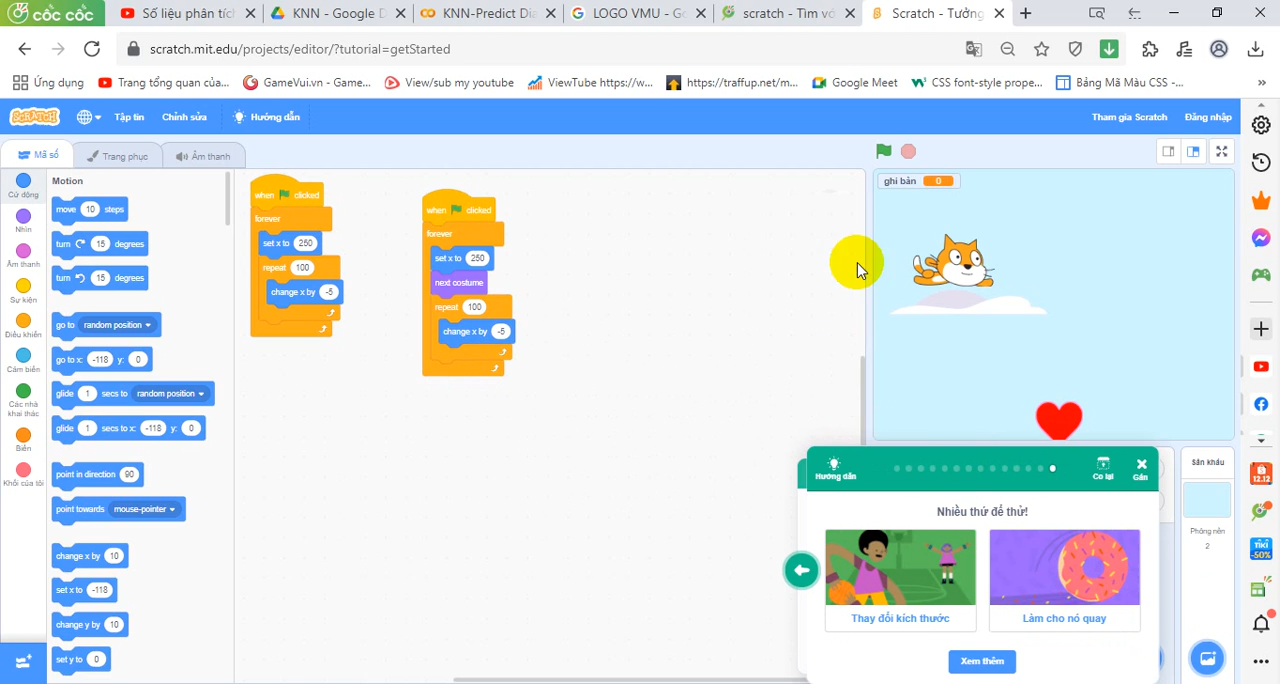 CỐC CỐC
Số liệu phân tích
KNN - Google D
KNN-Predict Dia
LOGO VMU - Go
scratch - Tìm vớ
Scratch - Tưởng
scratch.mit.edu/projects/editor/?tutorial=getStarted
Ứng dụng
Trang tổng quan của...
GameVui.vn - Game...
View/sub my youtube
ViewTube https://w...
https://traffup.net/m...
Google Meet
CSS font-style prope...
Bảng Mã Màu CSS -...
SCRATCH
Tập tin
Chỉnh sửa
Hướng dẫn
Tham gia Scratch
Đăng nhập
Mã số
Trang phục
Âm thanh
Cử động
Nhìn
Âm thanh
Sự kiện
Điều khiển
Cảm biến
Các nhà
khai thác
Biến
Khối của tôi
Motion
move 10 steps
turn 15 degrees
turn 15 degrees
go to random position
go to x: -118 y: 0
glide 1 secs to random position
glide 1 secs to x: -118 y: 0
point in direction 90
point towards mouse-pointer
change x by 10
set x to -118
change y by 10
set y to 0
when clicked
forever
set x to 250
repeat 100
change x by -5
when clicked
forever
set x to 250
next costume
repeat 100
change x by -5
ghi bàn 0
Hướng dẫn
Co lại
Gần
Nhiều thứ để thử!
Thay đổi kích thước
Làm cho nó quay
Xem thêm
Sân khấu
Phông nền
2
12.12
TIKI
-50%